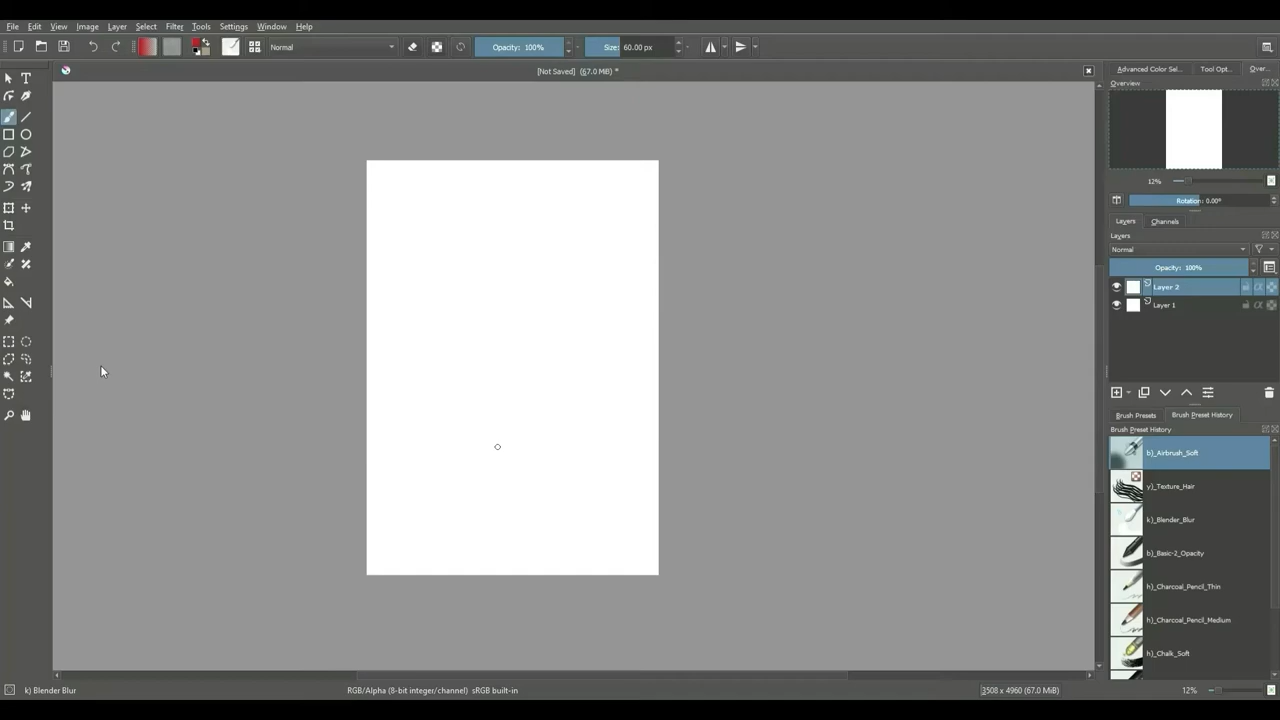 File Edit View Image Layer Select Filter Tools Settings Window Help
Normal Opacity: 100% Size: 60.00 px
[Not Saved] (67.0 MiB) *
Advanced Color Sel... Tool Opt... Over...
Overview
12%
Rotation: 0.00°
Layers Channels
Layers
Normal
Opacity: 100%
Layer 2
Layer 1
Brush Presets Brush Preset History
Brush Preset History
b)_Airbrush_Soft
y)_Texture_Hair
k)_Blender_Blur
b)_Basic-2_Opacity
h)_Charcoal_Pencil_Thin
h)_Charcoal_Pencil_Medium
h)_Chalk_Soft
k) Blender Blur RGB/Alpha (8-bit integer/channel) sRGB built-in 3508 x 4960 (67.0 MiB) 12%